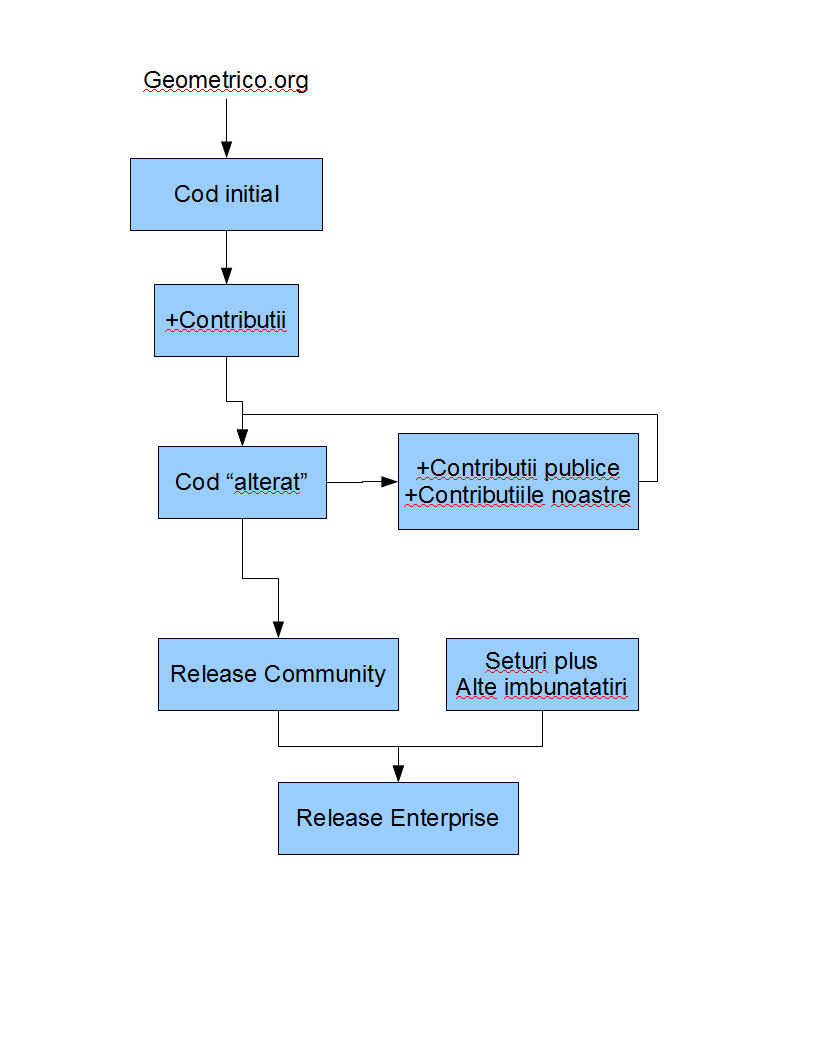 Geometrico.org
Cod initial
+Contributii
Cod “alterat”
+Contributii publice
+Contributiile noastre
Release Community
Seturi plus
Alte imbunatatiri
Release Enterprise